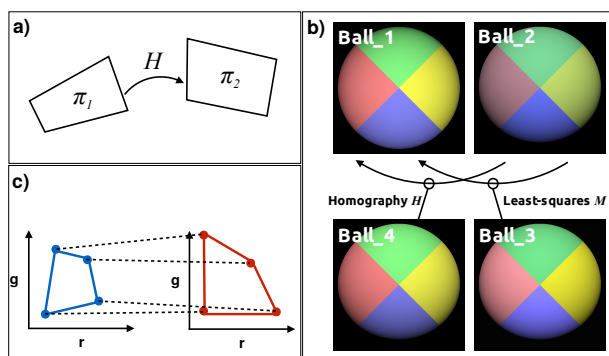 a)
H
π₁
π₂
b)
Ball_1
Ball_2
Homography H
Least-squares M
Ball_4
Ball_3
c)
g
r
g
r